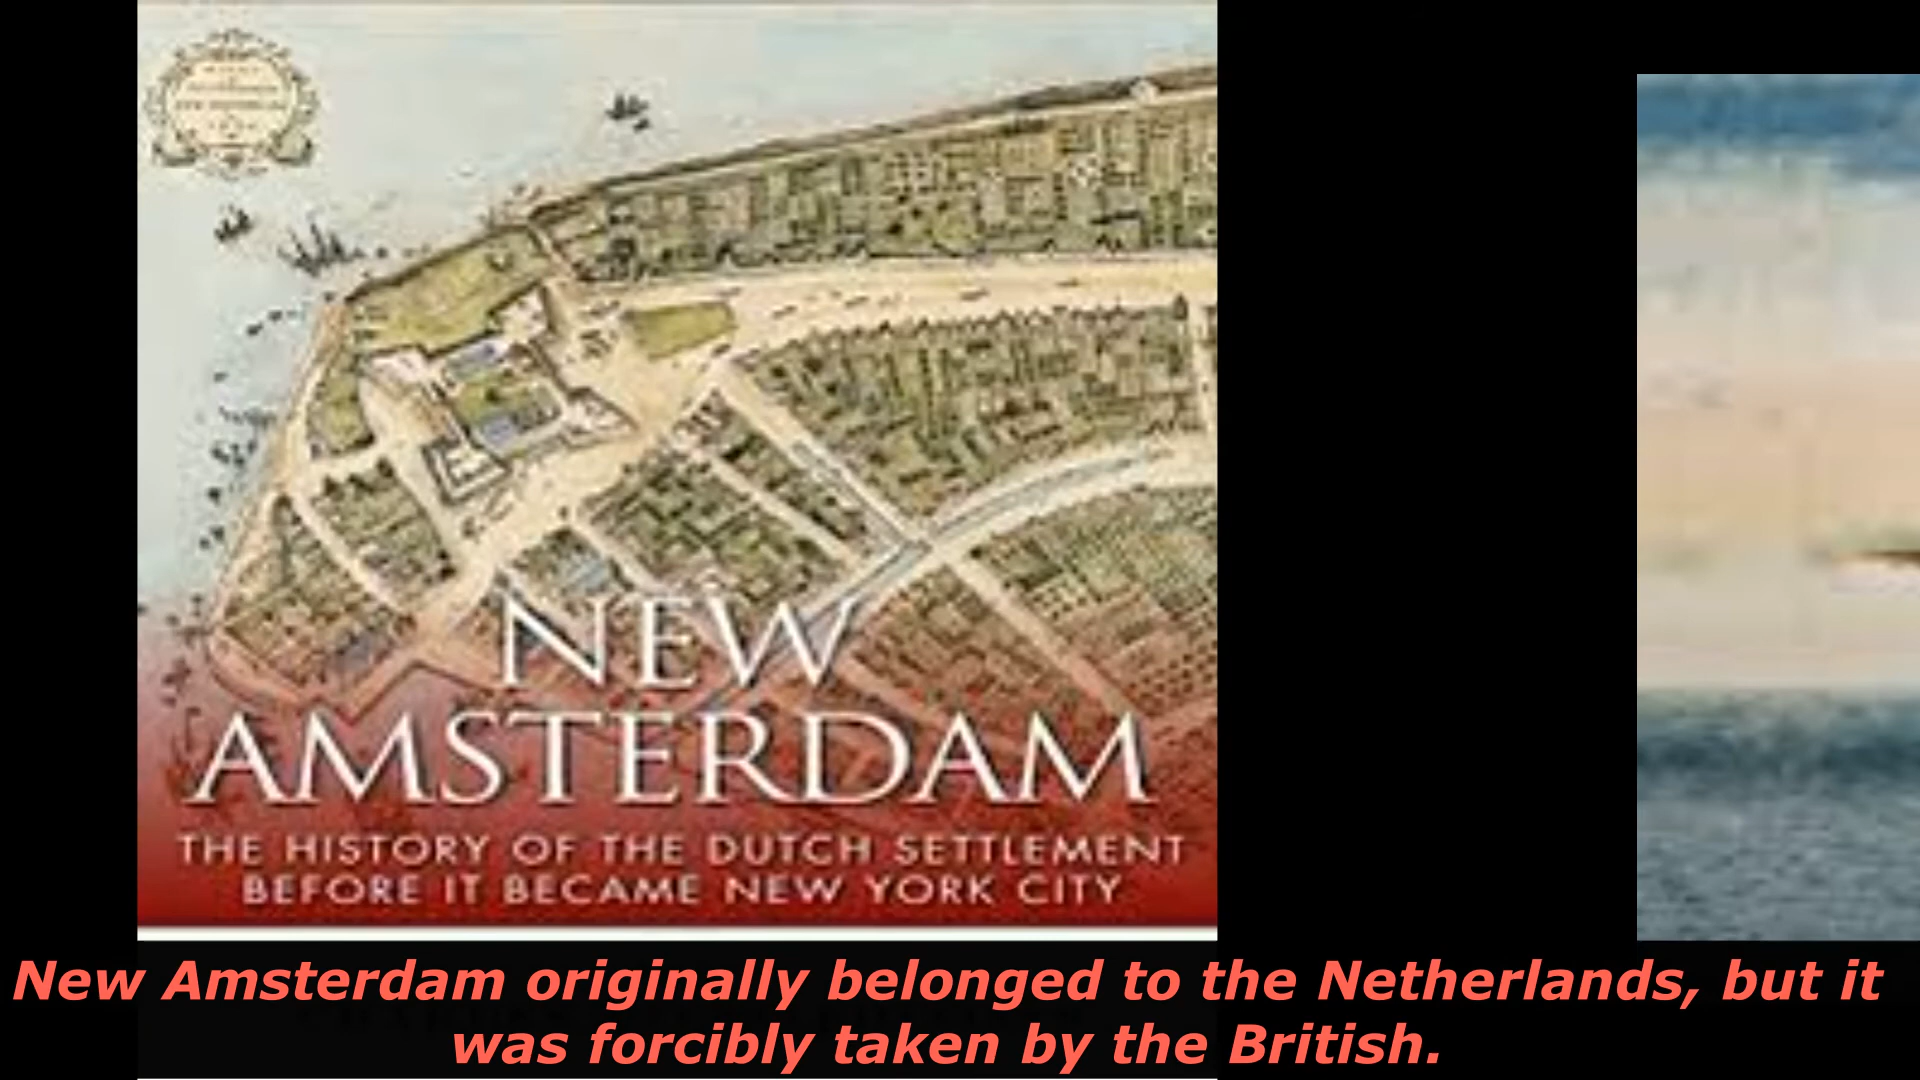 NEW
AMSTERDAM
THE HISTORY OF THE DUTCH SETTLEMENT
BEFORE IT BECAME NEW YORK CITY
New Amsterdam originally belonged to the Netherlands, but it
was forcibly taken by the British.